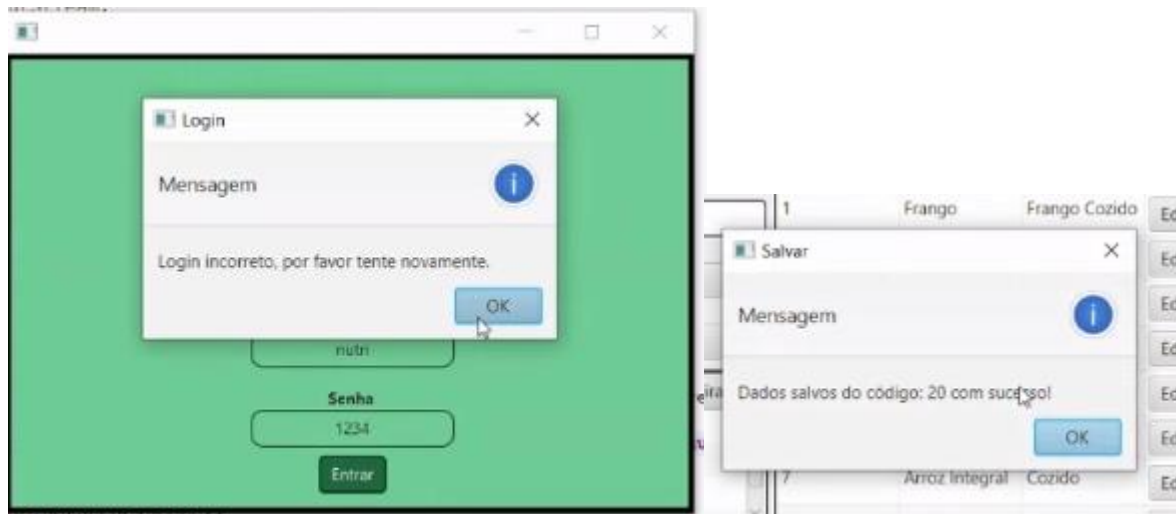 Login
Mensagem
Login incorreto, por favor tente novamente.
OK
nutri
Senha
1234
Entrar
1 Frango Frango Cozido
Salvar
Mensagem
Dados salvos do código: 20 com sucesso!
OK
7 Arroz Integral Cozido